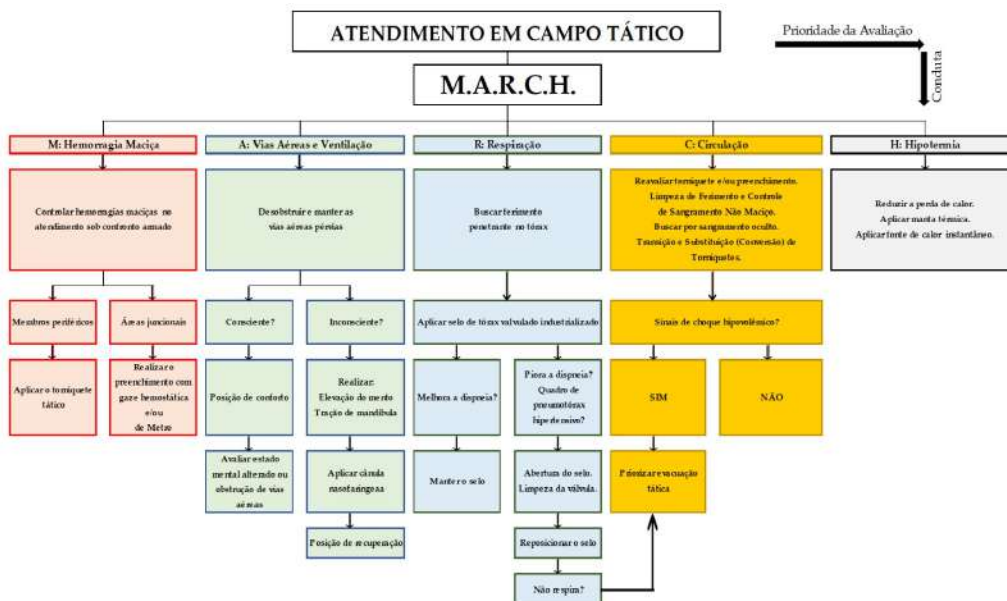 ATENDIMENTO EM CAMPO TÁTICO
Prioridade da Avaliação
Conduta
M.A.R.C.H.
M: Hemorragia Maciça
A: Vias Aéreas e Ventilação
R: Respiração
C: Circulação
H: Hipotermia
Controlar hemorragias maciças no
atendimento sob confronto armado
Desobstruir e manter as
vias aéreas pérvias
Buscar ferimento
penetrante no tórax
Reavaliar torniquete e/ou preenchimento.
Limpeza de Ferimento e Controle
de Sangramento Não Maciço.
Buscar por sangramento oculto.
Transição e Substituição (Conversão) de
Torniquetes.
Reduzir a perda de calor.
Aplicar manta térmica.
Aplicar fonte de calor instantâneo.
Membros periféricos
Áreas juncionais
Consciente?
Inconsciente?
Aplicar selo de tórax valvulado industrializado
Sinais de choque hipovolêmico?
Aplicar o torniquete
tático
Realizar o
preenchimento com
gaze hemostática
e/ou
de Metro
Posição de conforto
Realizar:
Elevação do mento
Tração de mandíbula
Melhora a dispneia?
Piora a dispneia?
Quadro de
pneumotórax
hipertensivo?
SIM
NÃO
Avaliar estado
mental alterado ou
obstrução de vias
aéreas
Aplicar cânula
nasofaríngea
Manter o selo
Abertura do selo.
Limpeza da válvula.
Priorizar evacuação
tática
Posição de recuperação
Reposicionar o selo
Não respira?